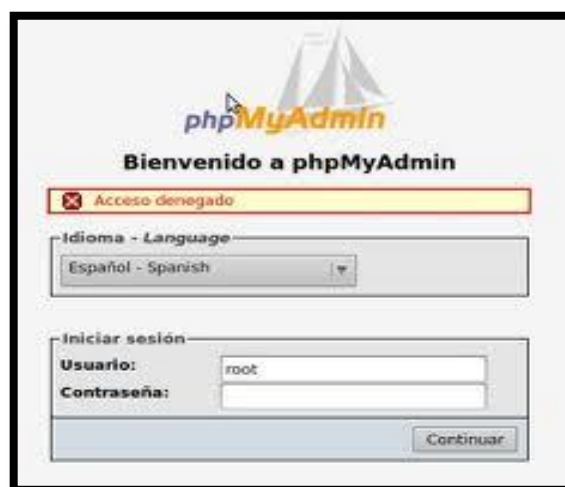 phpMyAdmin
Bienvenido a phpMyAdmin
Acceso denegado
Idioma - Language
Español - Spanish
Iniciar sesión
Usuario: root
Contraseña:
Continuar